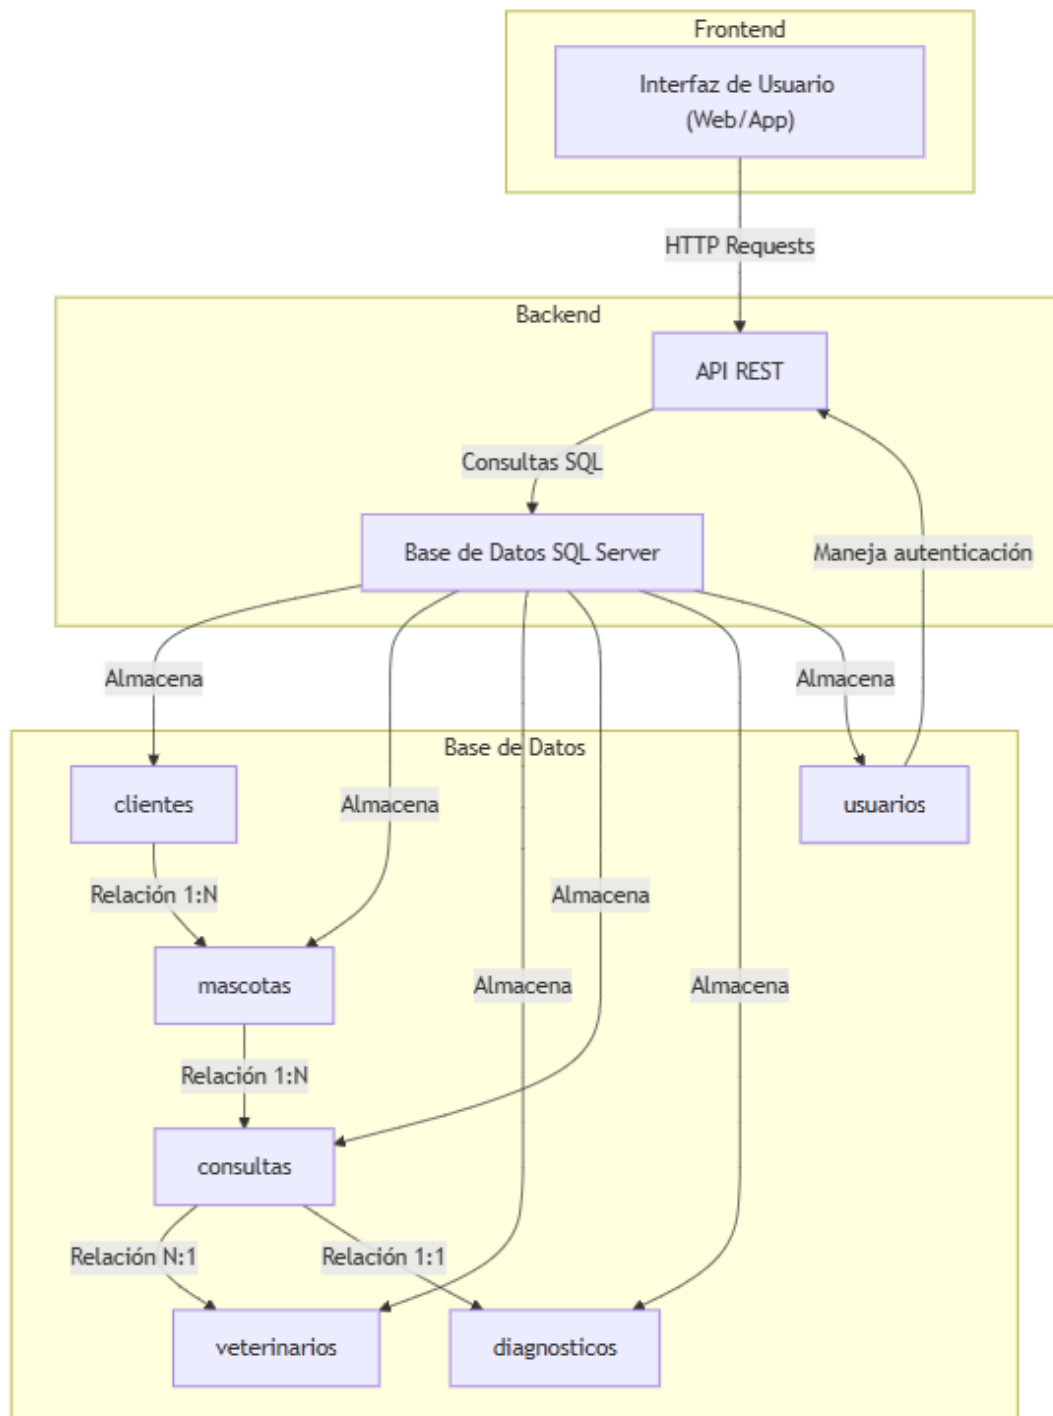 Frontend
Interfaz de Usuario
(Web/App)
HTTP Requests
Backend
API REST
Consultas SQL
Base de Datos SQL Server
Maneja autenticación
Almacena
Almacena
Base de Datos
clientes
Almacena
usuarios
Relación 1:N
Almacena
mascotas
Almacena
Almacena
Relación 1:N
consultas
Relación N:1
Relación 1:1
veterinarios
diagnosticos